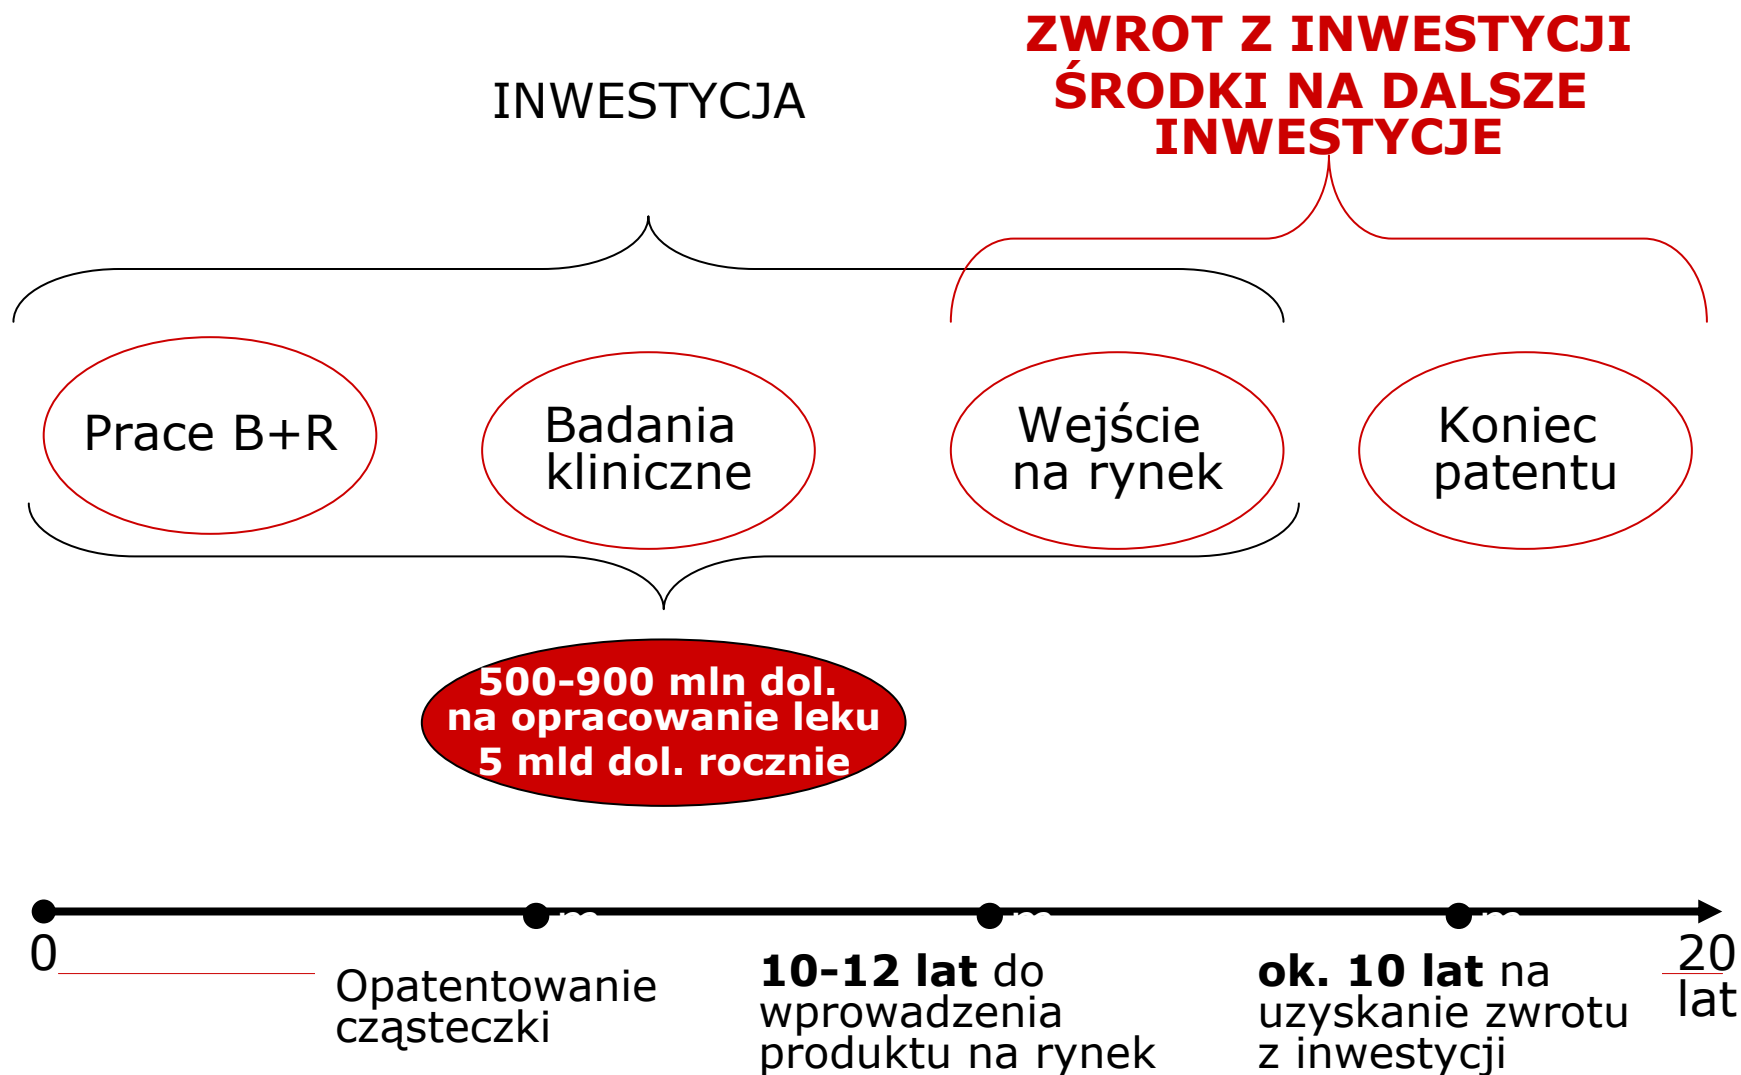 ZWROT Z INWESTYCJI
ŚRODKI NA DALSZE
INWESTYCJE
INWESTYCJA
Prace B+R
Badania
kliniczne
Wejście
na rynek
Koniec
patentu
500-900 mln dol.
na opracowanie leku
5 mld dol. rocznie
0
Opatentowanie
cząsteczki
10-12 lat do
wprowadzenia
produktu na rynek
ok. 10 lat na
uzyskanie zwrotu
z inwestycji
20
lat